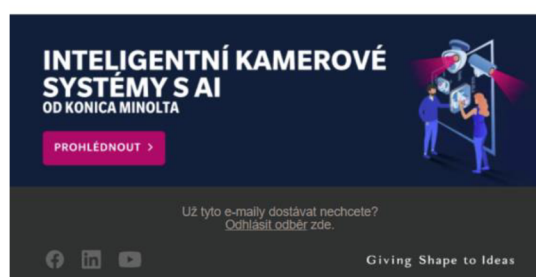 INTELIGENTNÍ KAMEROVÉ
SYSTÉMY S AI
OD KONICA MINOLTA
PROHLÉDNOUT >
Už tyto e-maily dostávat nechcete?
Odhlásit odběr zde.
Giving Shape to Ideas